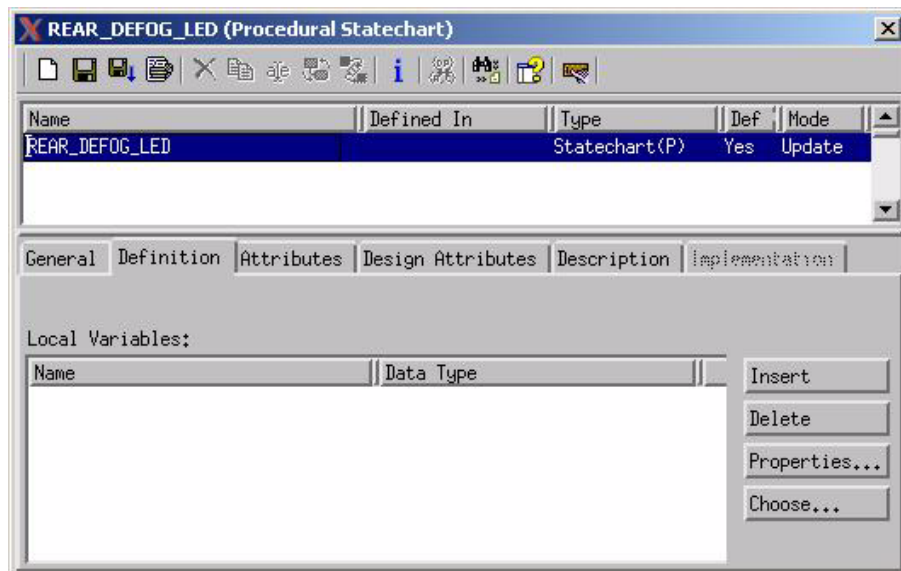 REAR_DEFOG_LED (Procedural Statechart)
Name Defined In Type Def Mode
REAR_DEFOG_LED Statechart(P) Yes Update
General Definition Attributes Design Attributes Description Implementation
Local Variables:
Name Data Type
Insert
Delete
Properties...
Choose...